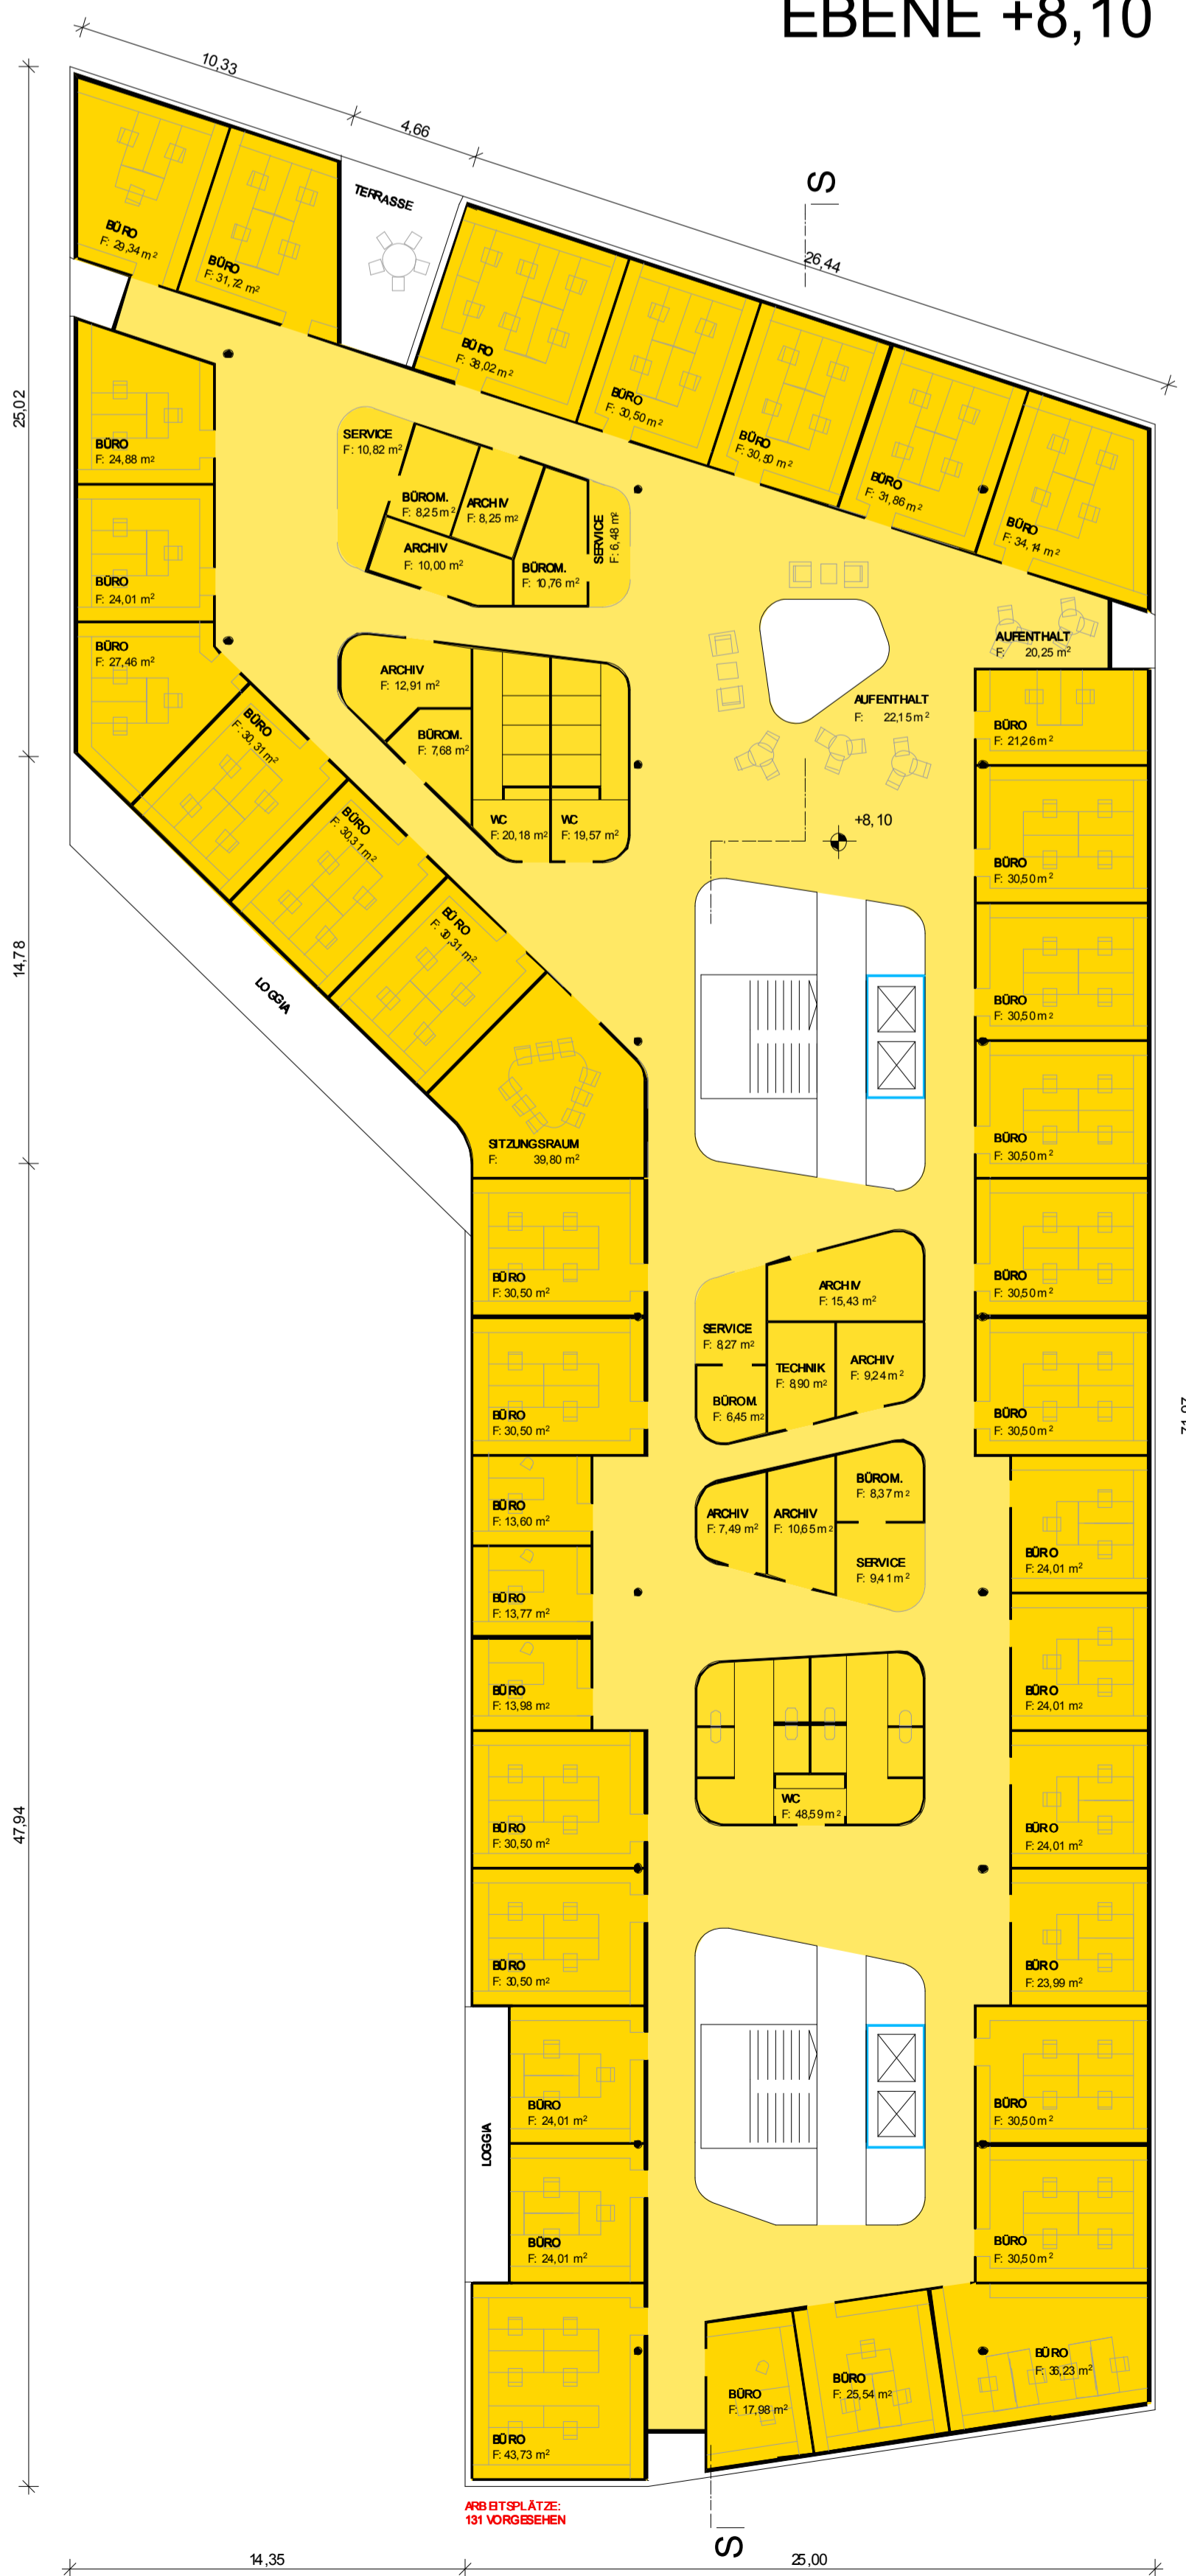 EBENE +8,10
10,33
4,66
TERRASSE
S
26,44
BÜRO
F: 29,34 m²
BÜRO
F: 31,72 m²
BÜRO
F: 38,02 m²
BÜRO
F: 30,50 m²
BÜRO
F: 30,50 m²
BÜRO
F: 31,86 m²
BÜRO
F: 34,14 m²
25,02
BÜRO
F: 24,88 m²
SERVICE
F: 10,82 m²
BÜROM.
F: 8,25 m²
ARCHIV
F: 8,25 m²
SERVICE
F: 6,48 m²
ARCHIV
F: 10,00 m²
BÜROM.
F: 10,76 m²
BÜRO
F: 24,01 m²
BÜRO
F: 27,46 m²
AUFENTHALT
F: 20,25 m²
ARCHIV
F: 12,91 m²
AUFENTHALT
F: 22,15 m²
BÜRO
F: 30,31 m²
BÜROM.
F: 7,68 m²
BÜRO
F: 21,26 m²
BÜRO
F: 30,31 m²
WC
F: 20,18 m²
WC
F: 19,57 m²
+8,10
BÜRO
F: 30,50 m²
BÜRO
F: 30,31 m²
14,78
LOGGIA
BÜRO
F: 30,50 m²
SITZUNGSRAUM
F: 39,80 m²
BÜRO
F: 30,50 m²
BÜRO
F: 30,50 m²
ARCHIV
F: 15,43 m²
BÜRO
F: 30,50 m²
SERVICE
F: 8,27 m²
TECHNIK
F: 8,90 m²
ARCHIV
F: 9,24 m²
BÜROM.
F: 6,45 m²
BÜRO
F: 30,50 m²
BÜRO
F: 30,50 m²
BÜRO
F: 13,60 m²
ARCHIV
F: 7,49 m²
ARCHIV
F: 10,65 m²
BÜROM.
F: 8,37 m²
SERVICE
F: 9,41 m²
BÜRO
F: 24,01 m²
BÜRO
F: 13,77 m²
BÜRO
F: 13,98 m²
BÜRO
F: 24,01 m²
47,94
WC
F: 48,59 m²
BÜRO
F: 30,50 m²
BÜRO
F: 24,01 m²
BÜRO
F: 30,50 m²
BÜRO
F: 23,99 m²
LOGGIA
BÜRO
F: 24,01 m²
BÜRO
F: 30,50 m²
BÜRO
F: 24,01 m²
BÜRO
F: 30,50 m²
BÜRO
F: 43,73 m²
BÜRO
F: 17,98 m²
BÜRO
F: 25,54 m²
BÜRO
F: 36,23 m²
ARBEITSPLÄTZE:
131 VORGESEHEN
S
14,35
25,00